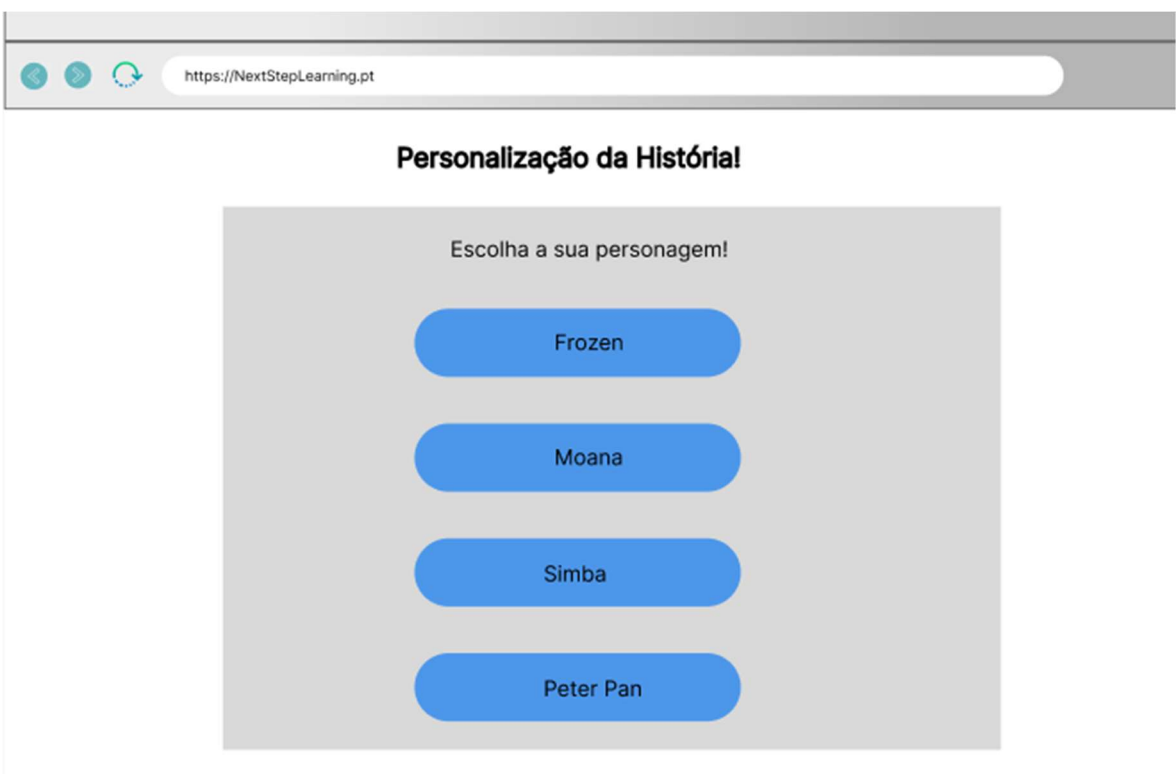 https://NextStepLearning.pt
Personalização da História!
Escolha a sua personagem!
Frozen
Moana
Simba
Peter Pan